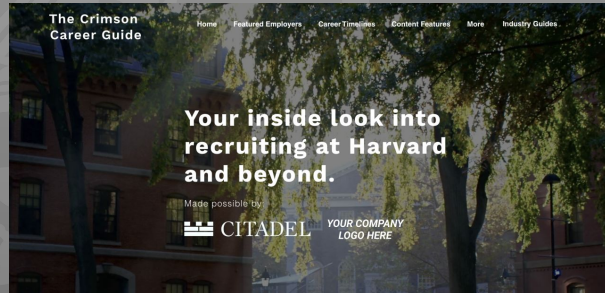 The Crimson
Career Guide
Home Featured Employers Career Timelines Content Features More Industry Guides
Your inside look into
recruiting at Harvard
and beyond.
Made possible by:
CITADEL
YOUR COMPANY
LOGO HERE